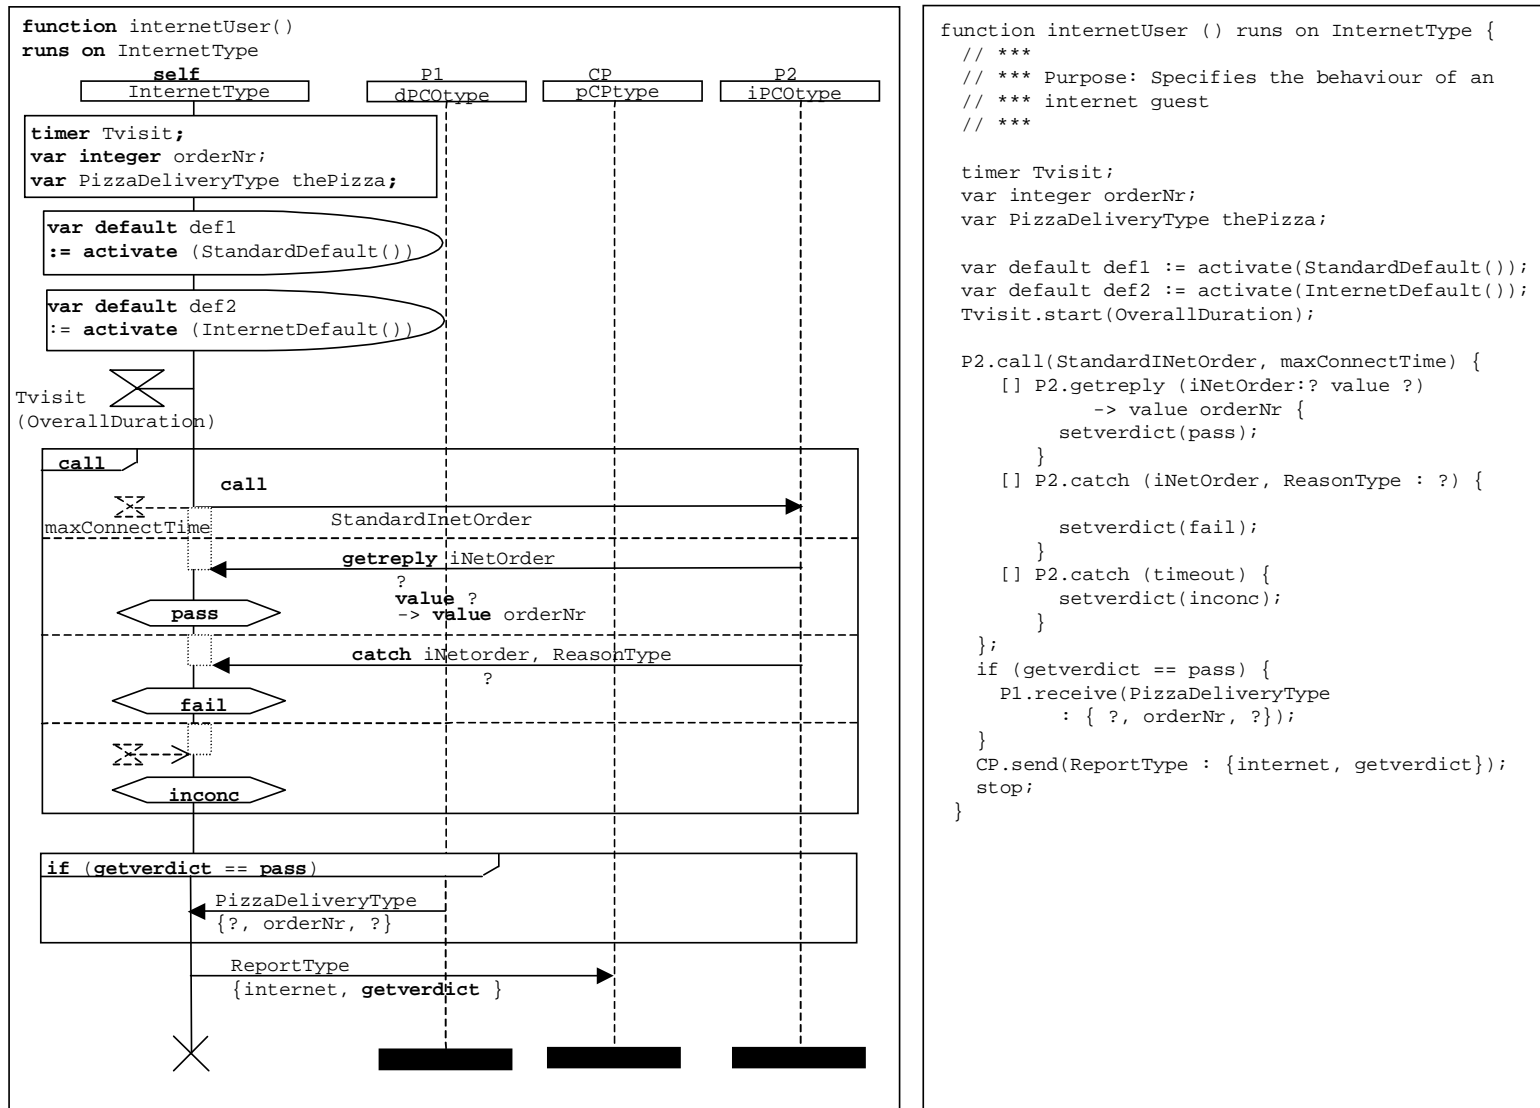 function internetUser()
runs on InternetType
self P1 CP P2
InternetType dPCOtype pCPtype iPCOtype
timer Tvisit;
var integer orderNr;
var PizzaDeliveryType thePizza;
var default def1
:= activate (StandardDefault())
var default def2
:= activate (InternetDefault())
Tvisit
(OverallDuration)
call
call
maxConnectTime StandardInetOrder
getreply iNetOrder
?
value ?
-> value orderNr
pass
catch iNetorder, ReasonType
?
fail
inconc
if (getverdict == pass)
PizzaDeliveryType
{?, orderNr, ?}
ReportType
{internet, getverdict }
function internetUser () runs on InternetType {
// ***
// *** Purpose: Specifies the behaviour of an
// *** internet guest
// ***
timer Tvisit;
var integer orderNr;
var PizzaDeliveryType thePizza;
var default def1 := activate(StandardDefault());
var default def2 := activate(InternetDefault());
Tvisit.start(OverallDuration);
P2.call(StandardINetOrder, maxConnectTime) {
[] P2.getreply (iNetOrder:? value ?)
-> value orderNr {
setverdict(pass);
}
[] P2.catch (iNetOrder, ReasonType : ?) {
setverdict(fail);
}
[] P2.catch (timeout) {
setverdict(inconc);
}
};
if (getverdict == pass) {
P1.receive(PizzaDeliveryType
: { ?, orderNr, ?});
}
CP.send(ReportType : {internet, getverdict});
stop;
}